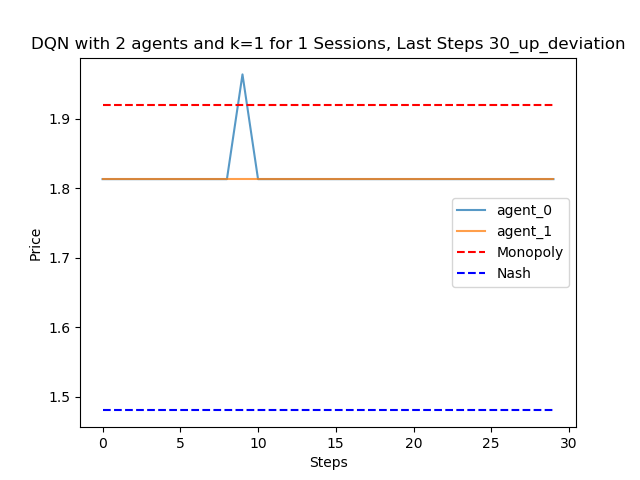 DQN with 2 agents and k=1 for 1 Sessions, Last Steps 30_up_deviation
Price
1.9
1.8
1.7
1.6
1.5
agent_0
agent_1
Monopoly
Nash
0 5 10 15 20 25 30
Steps